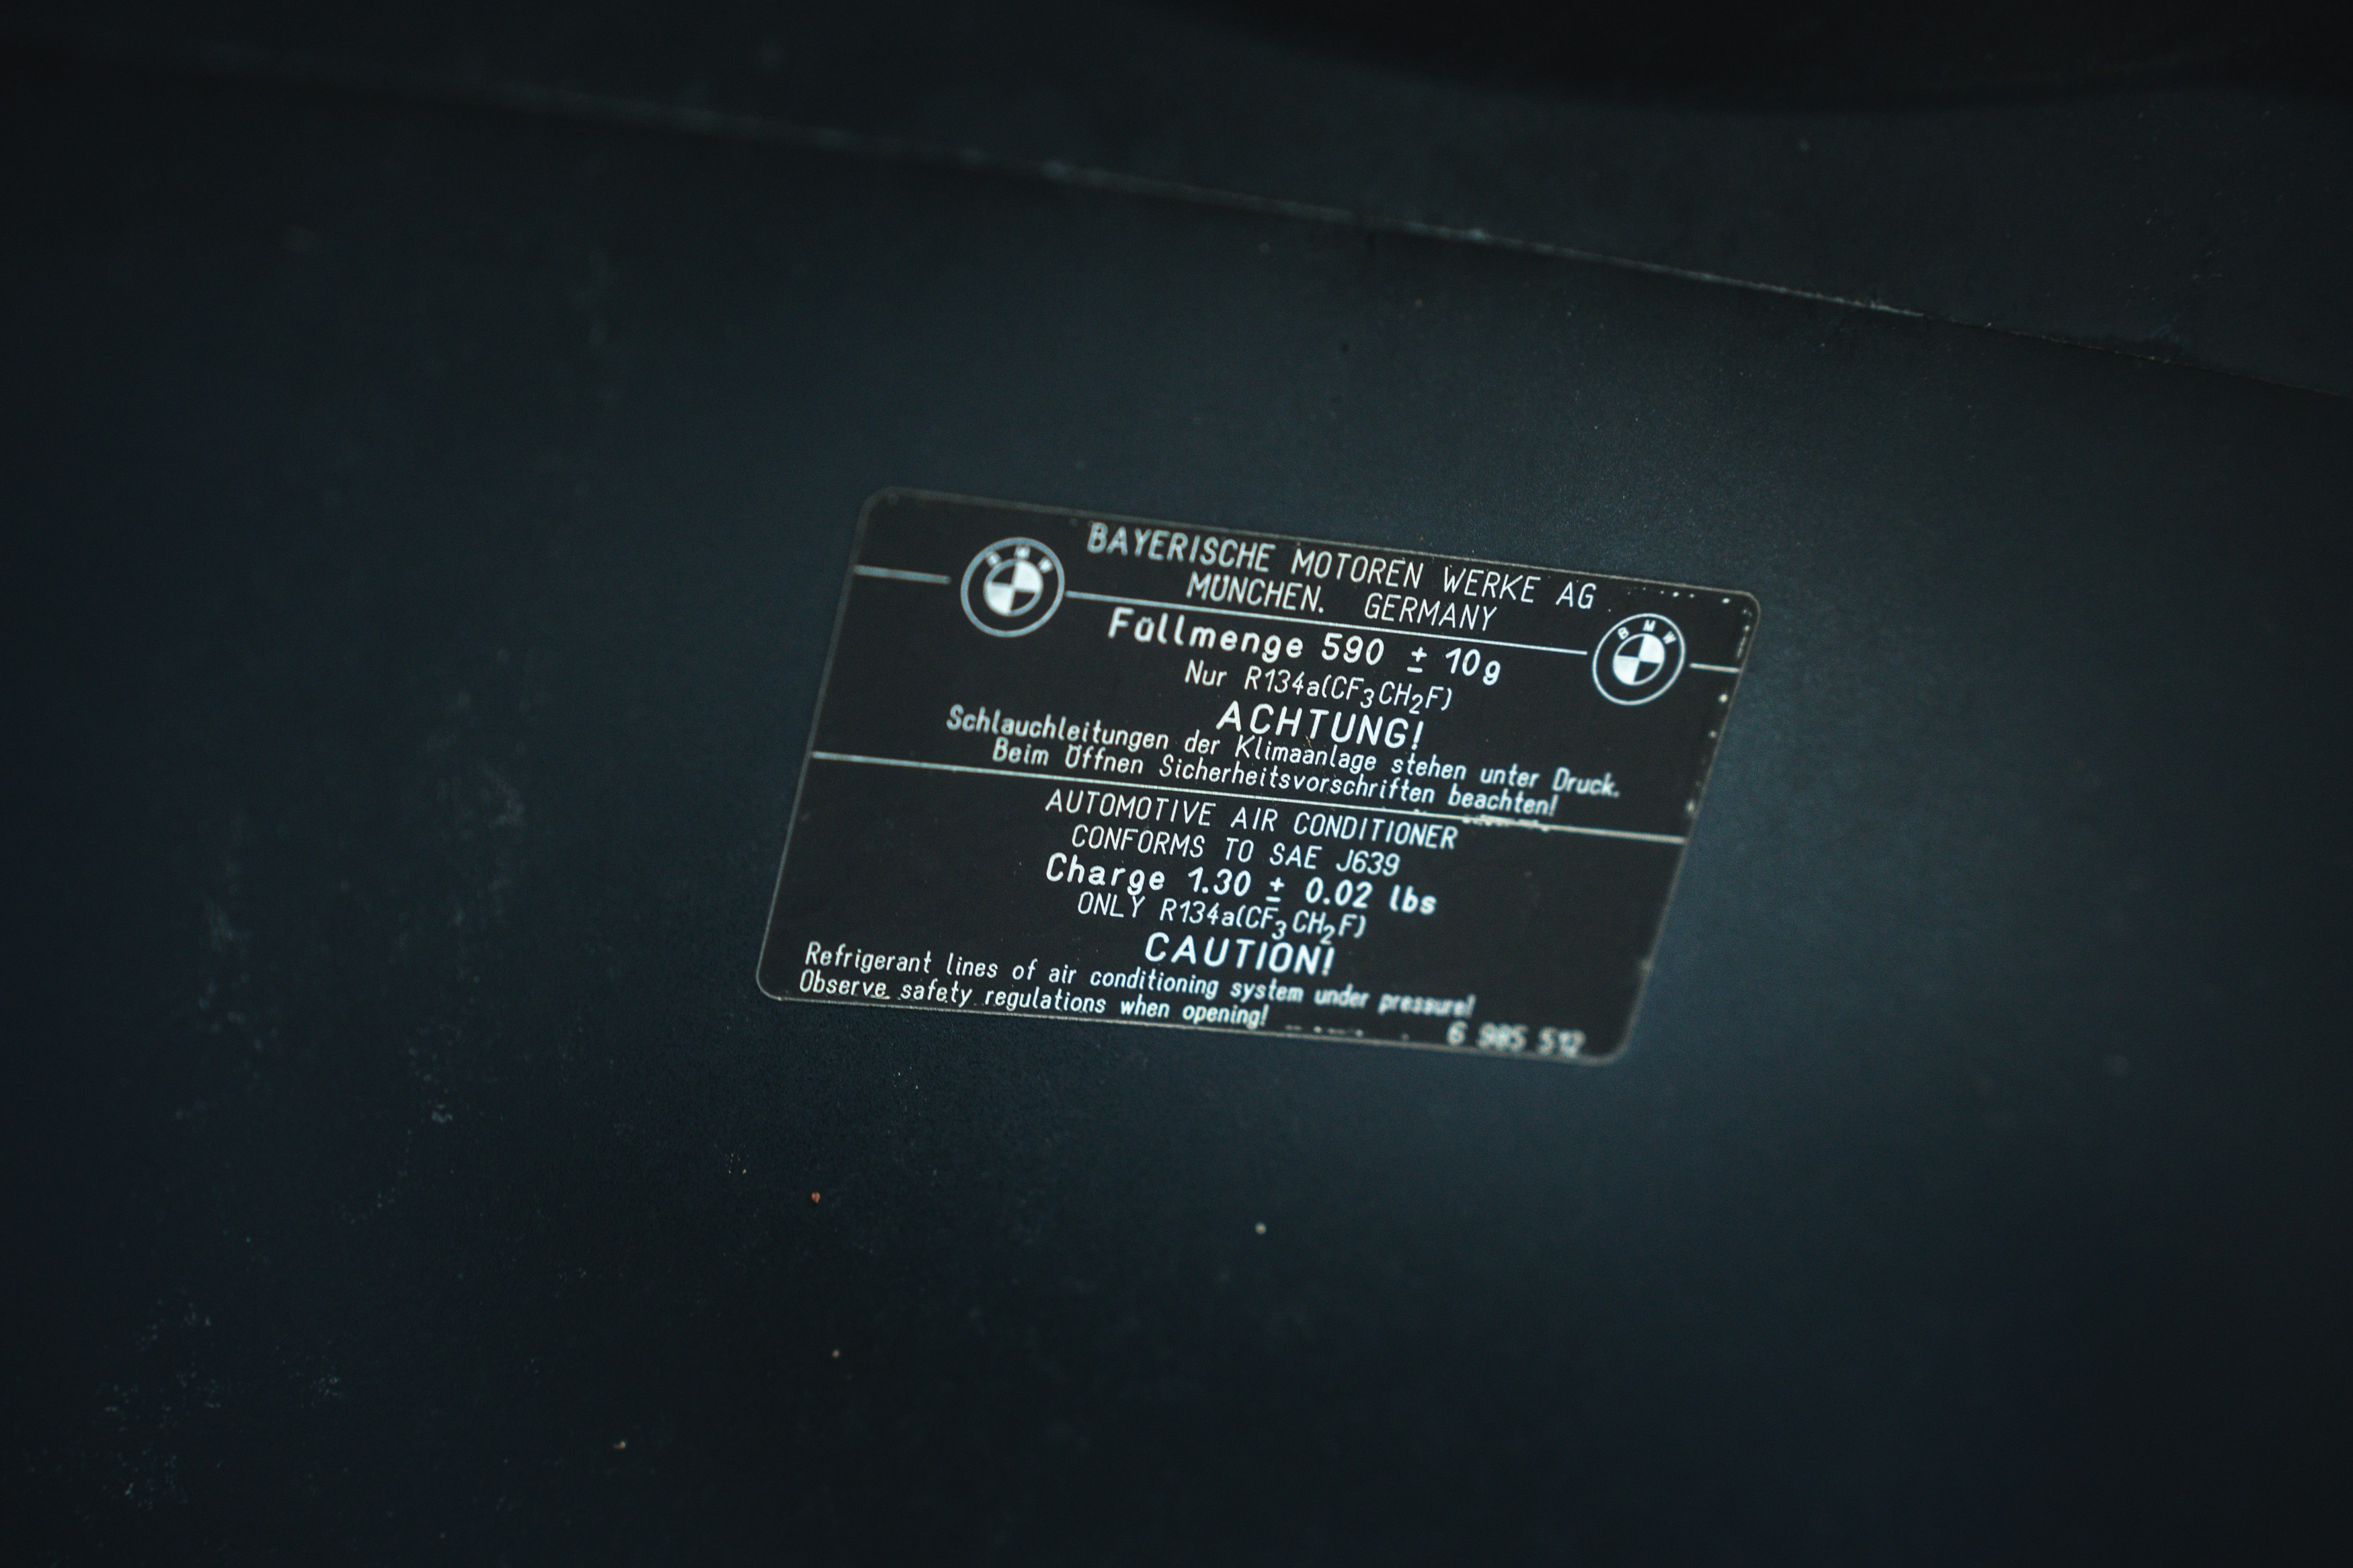 BMW
BAYERISCHE MOTOREN WERKE AG
MÜNCHEN. GERMANY
BMW
Füllmenge 590 ± 10g
Nur R134a(CF₃CH₂F)
ACHTUNG!
Schlauchleitungen der Klimaanlage stehen unter Druck.
Beim Öffnen Sicherheitsvorschriften beachten!
AUTOMOTIVE AIR CONDITIONER
CONFORMS TO SAE J639
Charge 1.30 ± 0.02 lbs
ONLY R134a(CF₃CH₂F)
CAUTION!
Refrigerant lines of air conditioning system under pressure!
Observe safety regulations when opening!
6 985 512